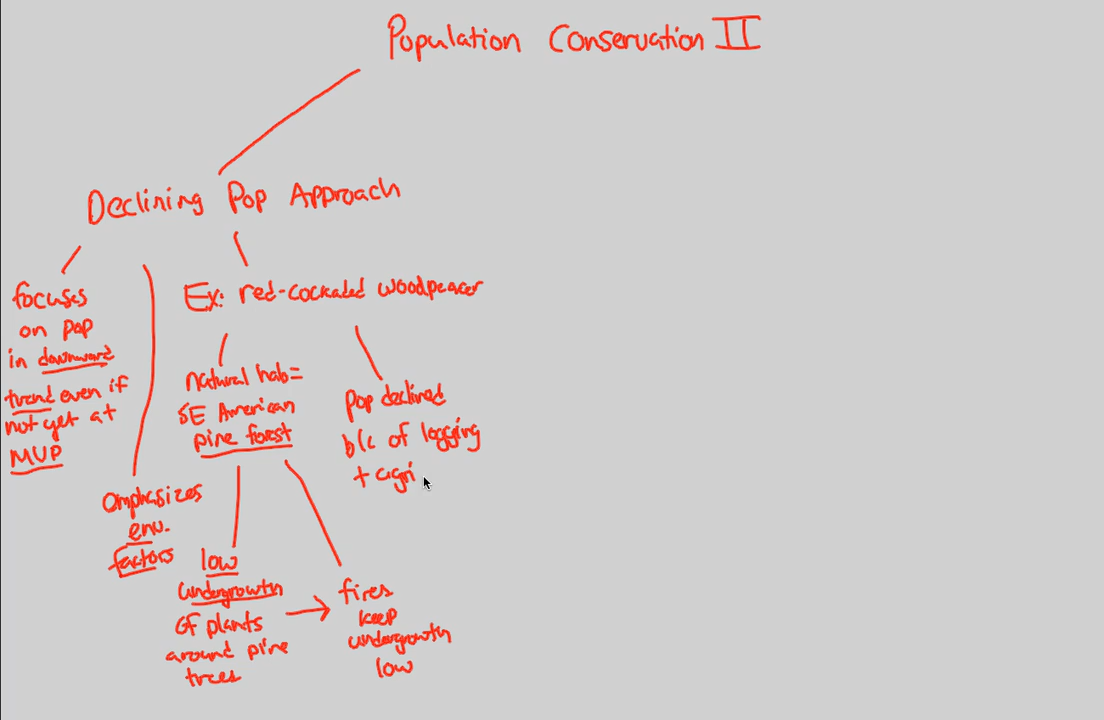 Population Conservation II
Declining Pop Approach
focuses
on pop
in downward
trend even if
not yet at
MVP
emphasizes
env.
factors
Ex: red-cockaded woodpecker
natural hab=
SE American
pine forest
low
undergrowth
of plants
around pine
trees
fires
keep
undergrowth
low
pop declined
b/c of logging
+ agri